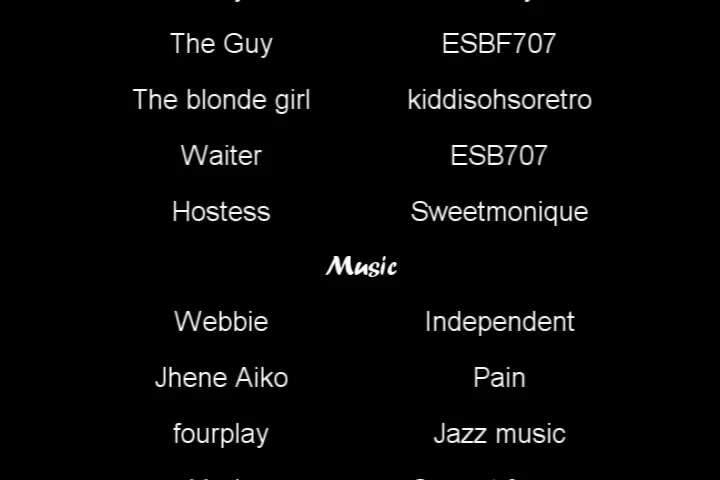 The Guy ESBF707
The blonde girl kiddisohsoretro
Waiter ESB707
Hostess Sweetmonique
Music
Webbie Independent
Jhene Aiko Pain
fourplay Jazz music